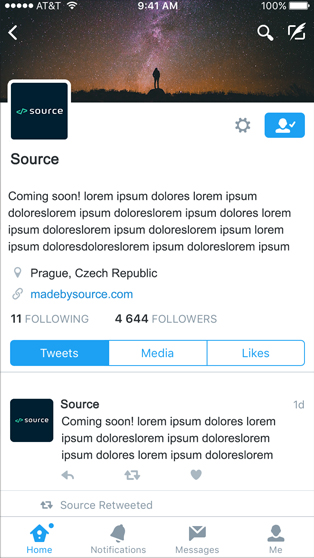 AT&T 9:41 AM 100%
</> source
Source
Coming soon! lorem ipsum dolores lorem ipsum
doloreslorem ipsum doloreslorem ipsum dolores lorem
ipsum doloreslorem ipsum doloreslorem ipsum lorem
ipsum doloresdoloreslorem ipsum doloreslorem ipsum
Prague, Czech Republic
madebysource.com
11 FOLLOWING 4 644 FOLLOWERS
Tweets Media Likes
</> source
Source 1d
Coming soon! lorem ipsum dolores lorem
ipsum doloreslorem ipsum doloreslorem
ipsum dolores lorem ipsum doloreslorem
Source Retweeted
Home Notifications Messages Me